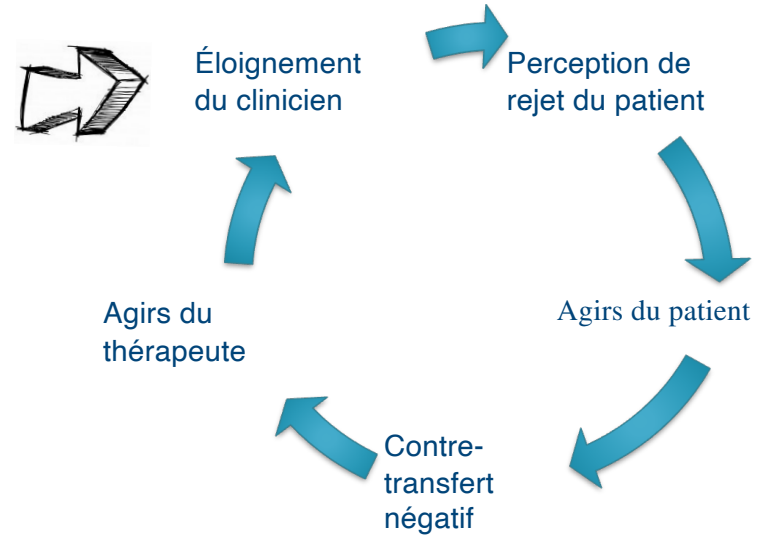 Éloignement
du clinicien
Perception de
rejet du patient
Agirs du patient
Contre-
transfert
négatif
Agirs du
thérapeute